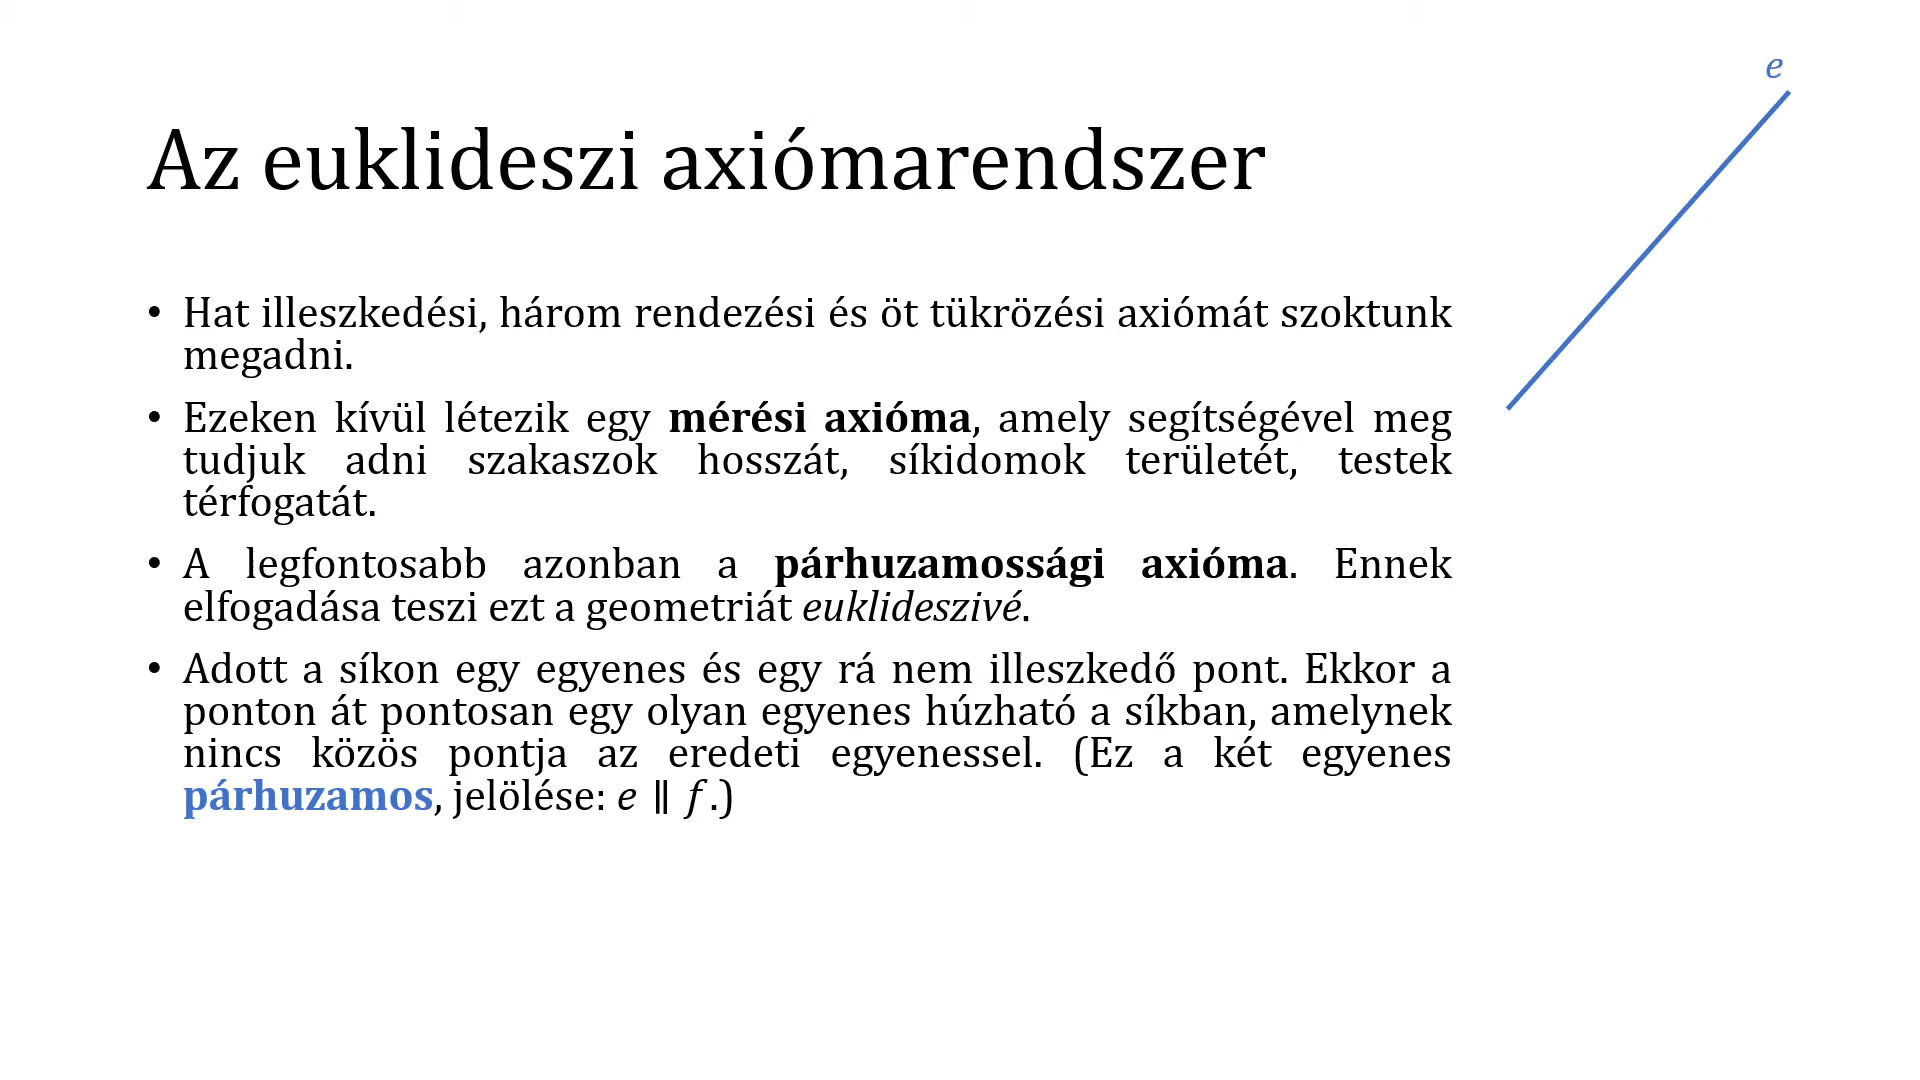 e
Az euklideszi axiómarendszer
• Hat illeszkedési, három rendezési és öt tükrözési axiómát szoktunk
megadni.
• Ezeken kívül létezik egy mérési axióma, amely segítségével meg
tudjuk adni szakaszok hosszát, síkidomok területét, testek
térfogatát.
• A legfontosabb azonban a párhuzamossági axióma. Ennek
elfogadása teszi ezt a geometriát euklideszivé.
• Adott a síkon egy egyenes és egy rá nem illeszkedő pont. Ekkor a
ponton át pontosan egy olyan egyenes húzható a síkban, amelynek
nincs közös pontja az eredeti egyenessel. (Ez a két egyenes
párhuzamos, jelölése: e ∥ f.)